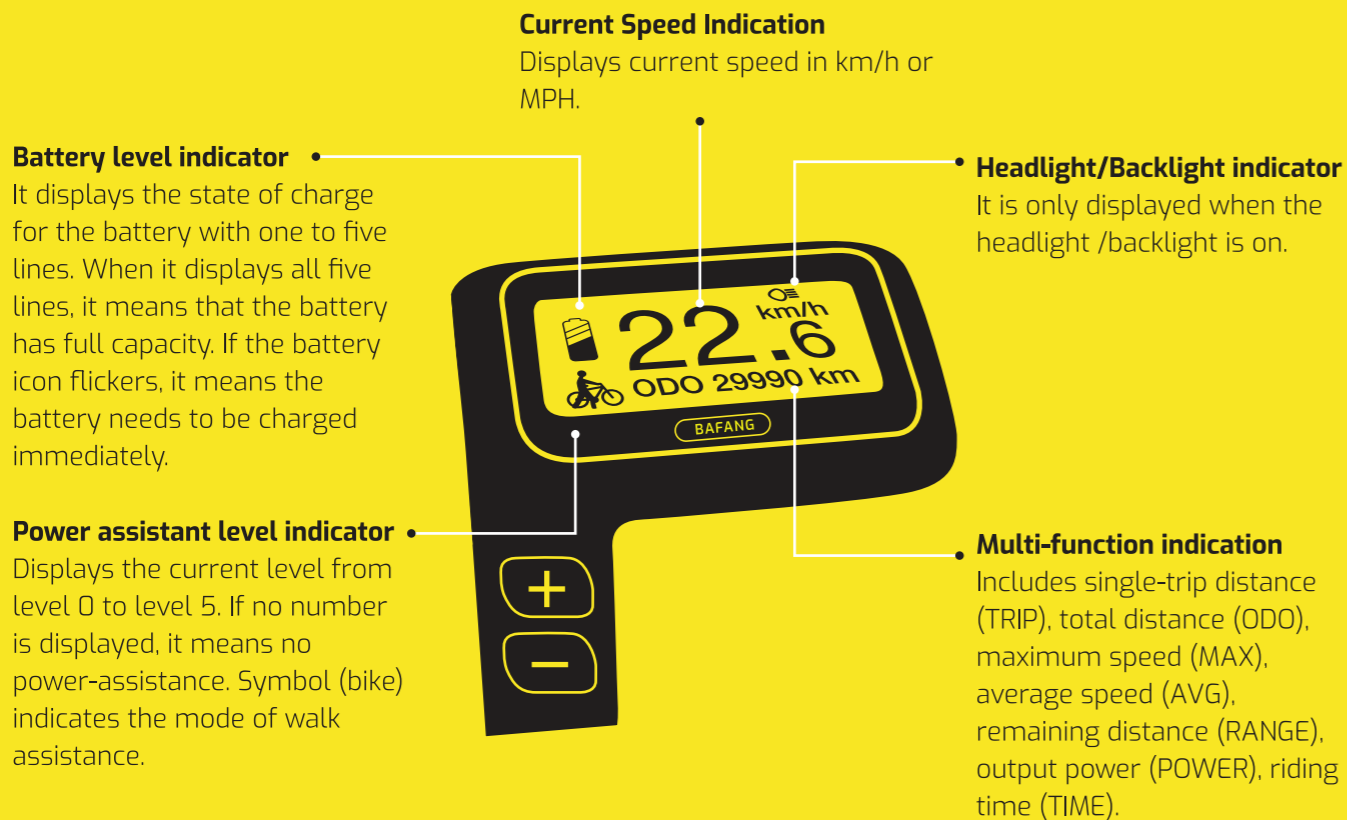 Current Speed Indication
Displays current speed in km/h or
MPH.
Battery level indicator
It displays the state of charge
for the battery with one to five
lines. When it displays all five
lines, it means that the battery
has full capacity. If the battery
icon flickers, it means the
battery needs to be charged
immediately.
Power assistant level indicator
Displays the current level from
level 0 to level 5. If no number
is displayed, it means no
power-assistance. Symbol (bike)
indicates the mode of walk
assistance.
22.6
km/h
ODO 29990 km
BAFANG
+
−
Headlight/Backlight indicator
It is only displayed when the
headlight /backlight is on.
Multi-function indication
Includes single-trip distance
(TRIP), total distance (ODO),
maximum speed (MAX),
average speed (AVG),
remaining distance (RANGE),
output power (POWER), riding
time (TIME).